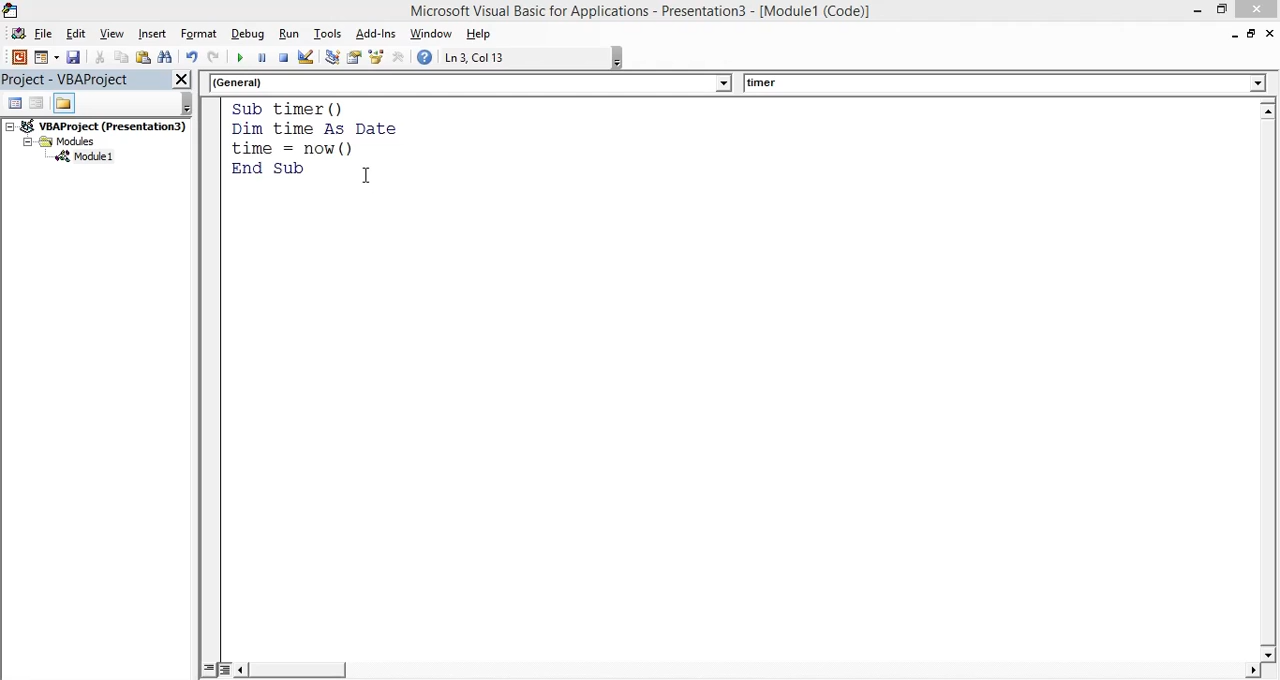 Microsoft Visual Basic for Applications - Presentation3 - [Module1 (Code)]
File Edit View Insert Format Debug Run Tools Add-Ins Window Help
Ln 3, Col 13
Project - VBAProject
(General) timer
VBAProject (Presentation3)
Modules
Module1
Sub timer()
Dim time As Date
time = now()
End Sub